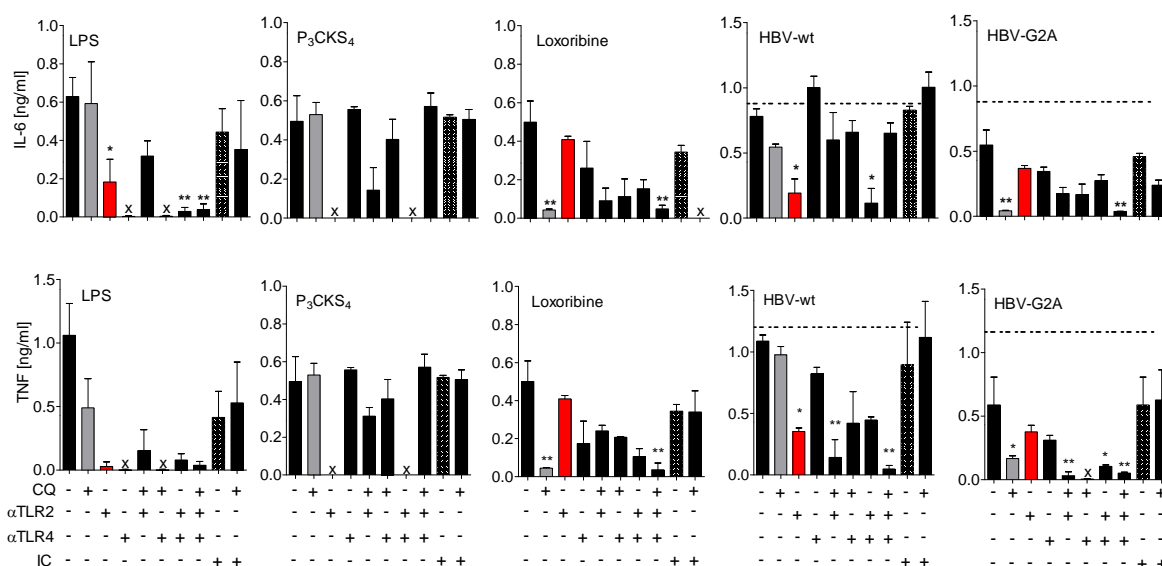 IL-6 [ng/ml]
LPS
1.0
0.8
0.6
0.4
0.2
0.0
* x x ** **
P3CKS4
1.0
0.8
0.6
0.4
0.2
0.0
x x
Loxoribine
1.0
0.8
0.6
0.4
0.2
0.0
** ** x
HBV-wt
1.5
1.0
0.5
0.0
* *
HBV-G2A
1.5
1.0
0.5
0.0
** **
TNF [ng/ml]
LPS
1.5
1.0
0.5
0.0
x x
P3CKS4
1.0
0.8
0.6
0.4
0.2
0.0
x x
Loxoribine
1.0
0.8
0.6
0.4
0.2
0.0
** **
HBV-wt
1.5
1.0
0.5
0.0
* ** **
HBV-G2A
1.5
1.0
0.5
0.0
* ** x * **
CQ - + - - + + - + - + - + - - + + - + - + - + - - + + - + - + - + - - + + - + - + - + - - + + - + - +
αTLR2 - - + - + - + + - - - - + - + - + + - - - - + - + - + + - - - - + - + - + + - - - - + - + - + + - -
αTLR4 - - - + - + + + - - - - - + - + + + - - - - - + - + + + - - - - - + - + + + - - - - - + - + + + - -
IC - - - - - - - - + + - - - - - - - - + + - - - - - - - - + + - - - - - - - - + + - - - - - - - - + +